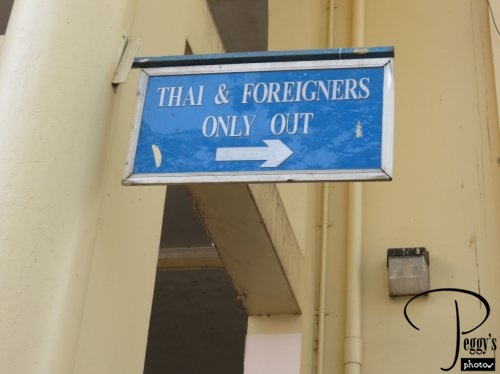 THAI & FOREIGNERS
ONLY OUT
Peggy's
photos